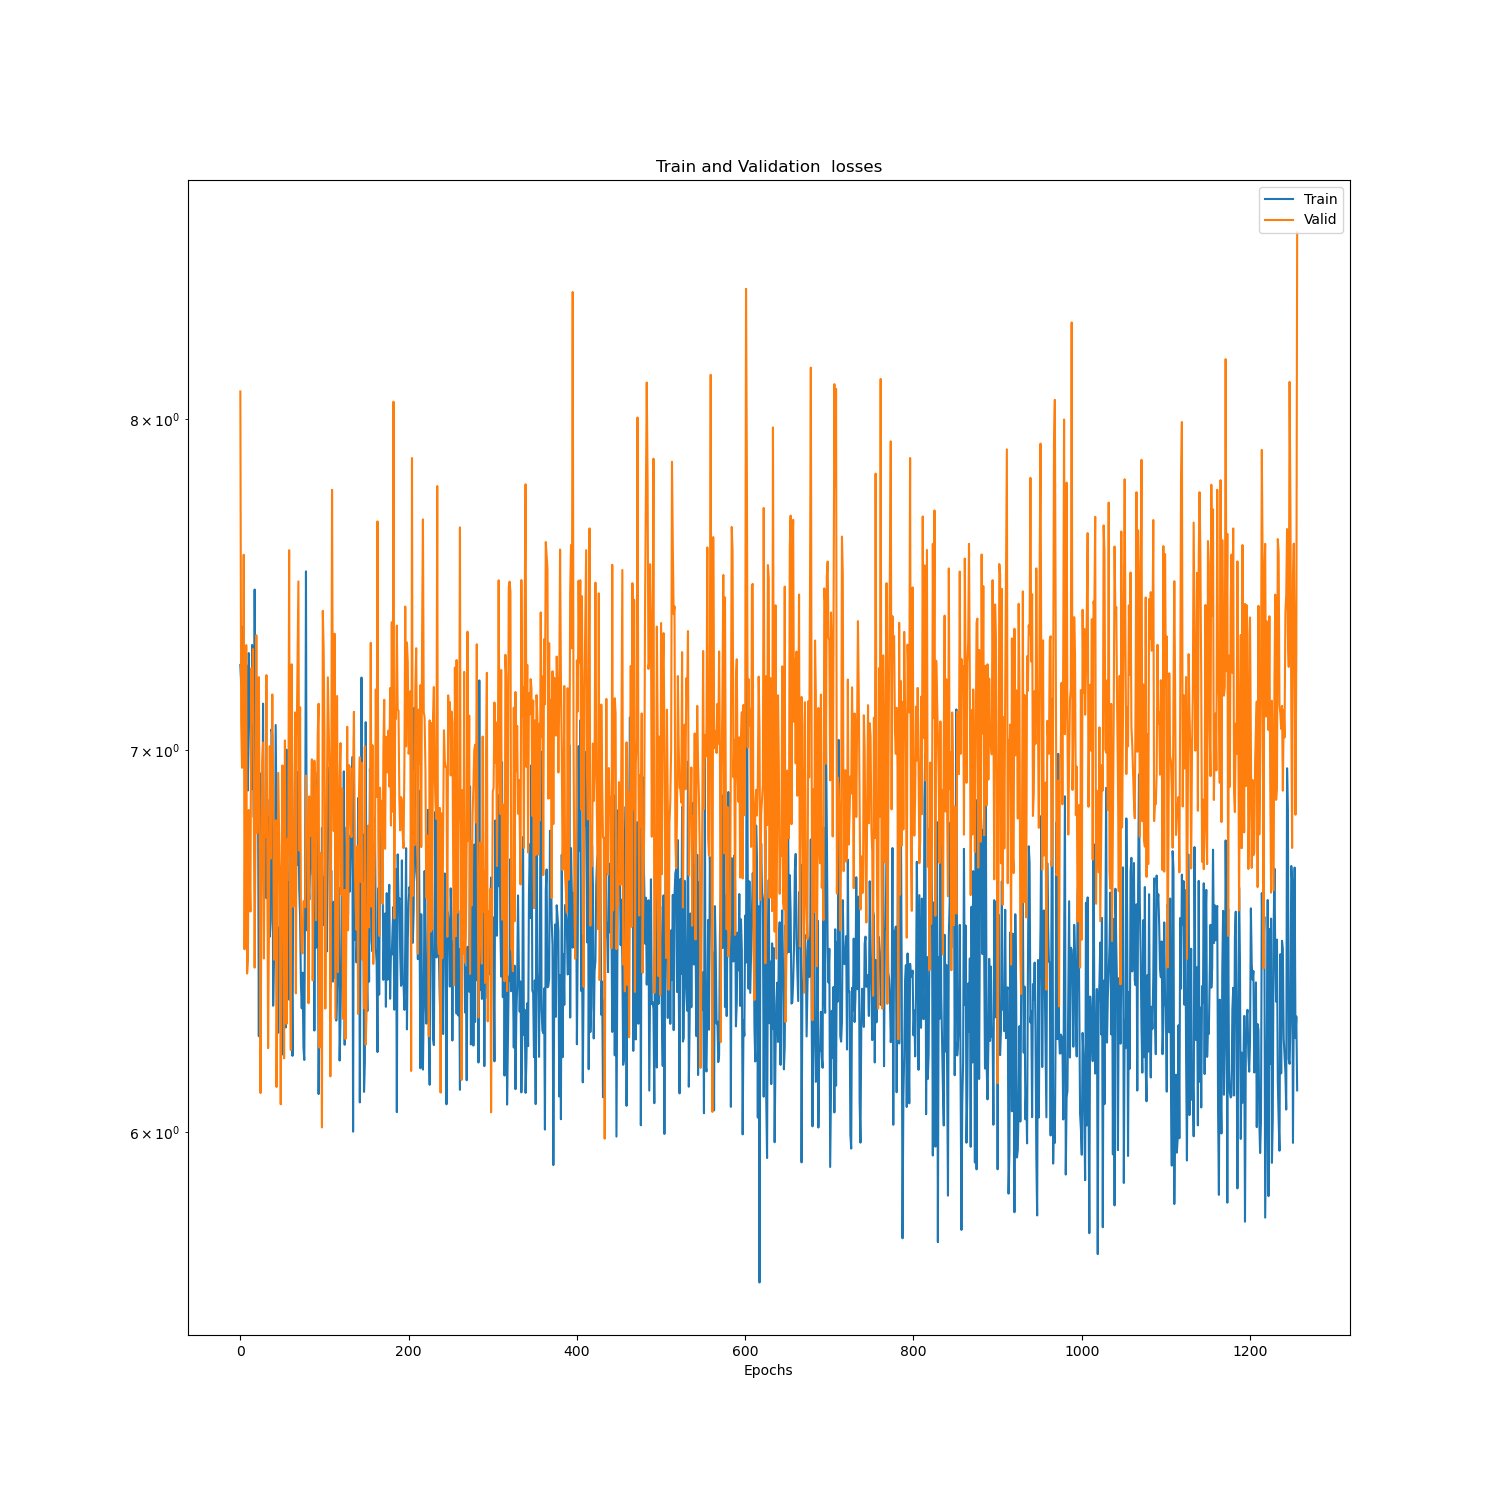 Train and Validation  losses
Train
Valid
8 × 10⁰
7 × 10⁰
6 × 10⁰
0 200 400 600 800 1000 1200
Epochs